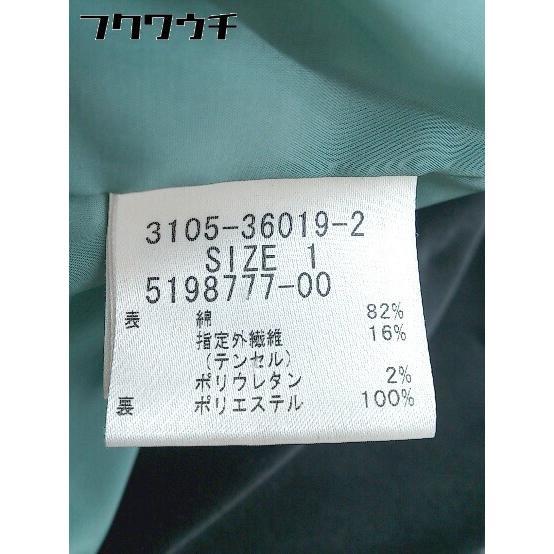 フクワウチ
3105-36019-2
SIZE 1
5198777-00
表 綿 82%
指定外繊維 16%
(テンセル)
ポリウレタン 2%
裏 ポリエステル 100%